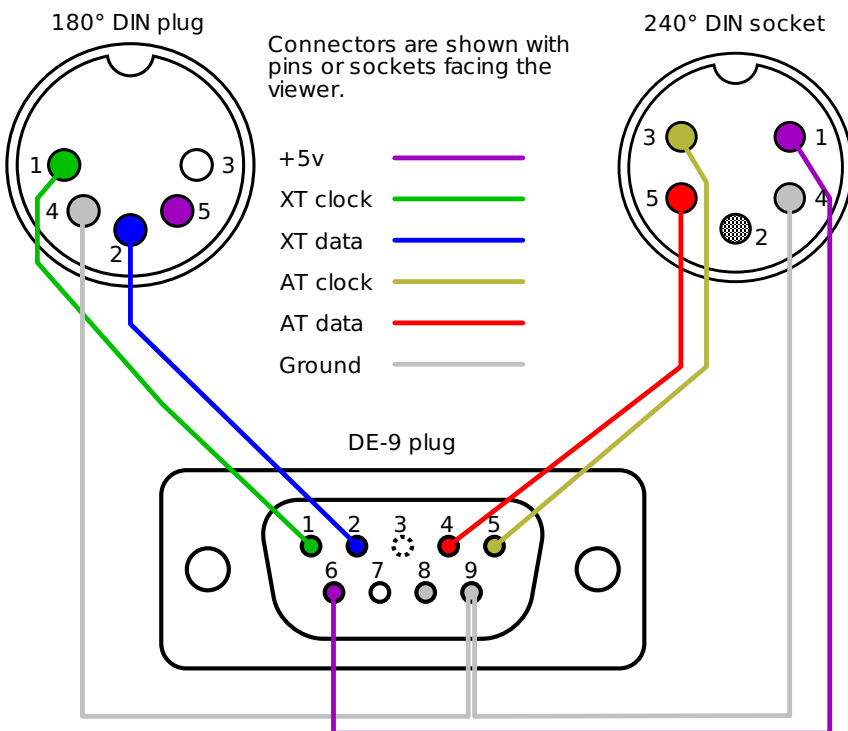 180° DIN plug
240° DIN socket
Connectors are shown with
pins or sockets facing the
viewer.
1
3
4
5
2
3
1
5
4
2
+5v
XT clock
XT data
AT clock
AT data
Ground
DE-9 plug
1 2 3 4 5
6 7 8 9